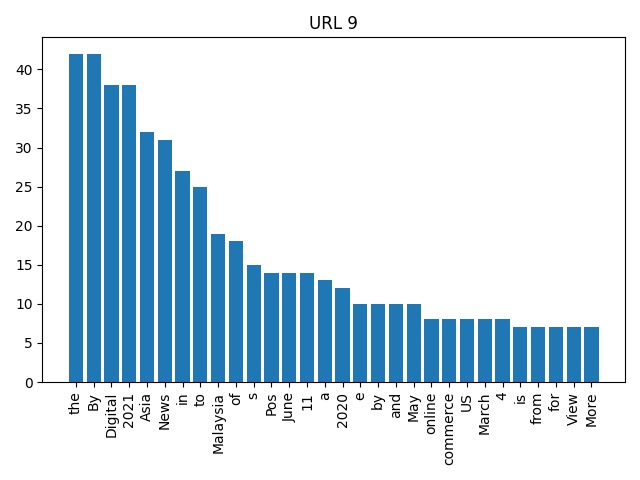 URL 9
40
35
30
25
20
15
10
5
0
the
By
Digital
2021
Asia
News
in
to
Malaysia
of
s
Pos
June
11
a
2020
e
by
and
May
online
commerce
US
March
4
is
from
for
View
More